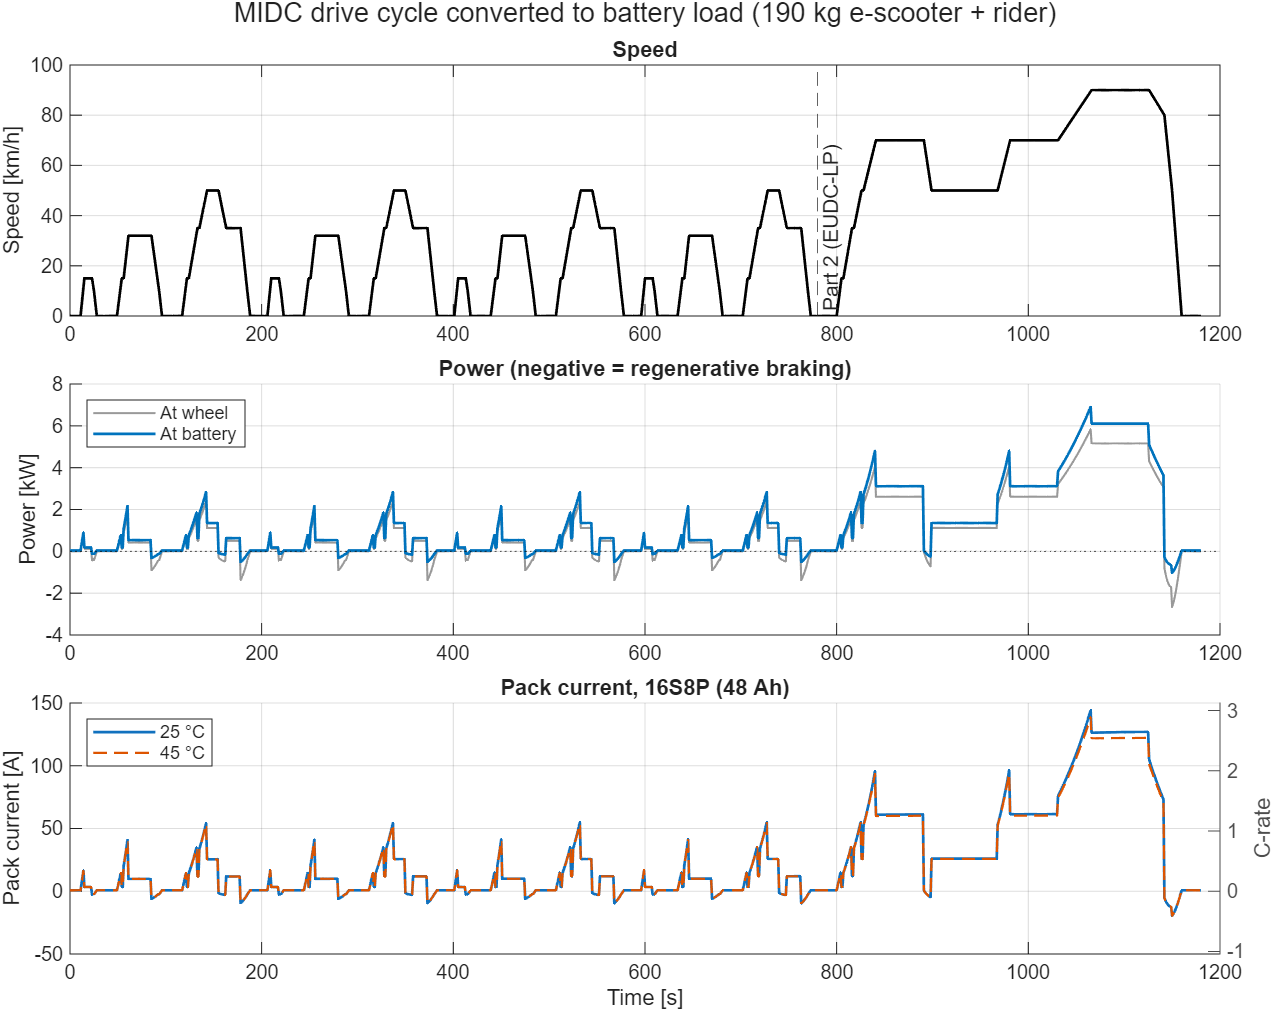 MIDC drive cycle converted to battery load (190 kg e-scooter + rider)
Speed
Speed [km/h]
100
80
60
40
20
0
Part 2 (EUDC-LP)
0 200 400 600 800 1000 1200
Power (negative = regenerative braking)
Power [kW]
8
6
4
2
0
-2
-4
At wheel
At battery
0 200 400 600 800 1000 1200
Pack current, 16S8P (48 Ah)
Pack current [A]
150
100
50
0
-50
25 °C
45 °C
3
2
1
0
-1
C-rate
0 200 400 600 800 1000 1200
Time [s]